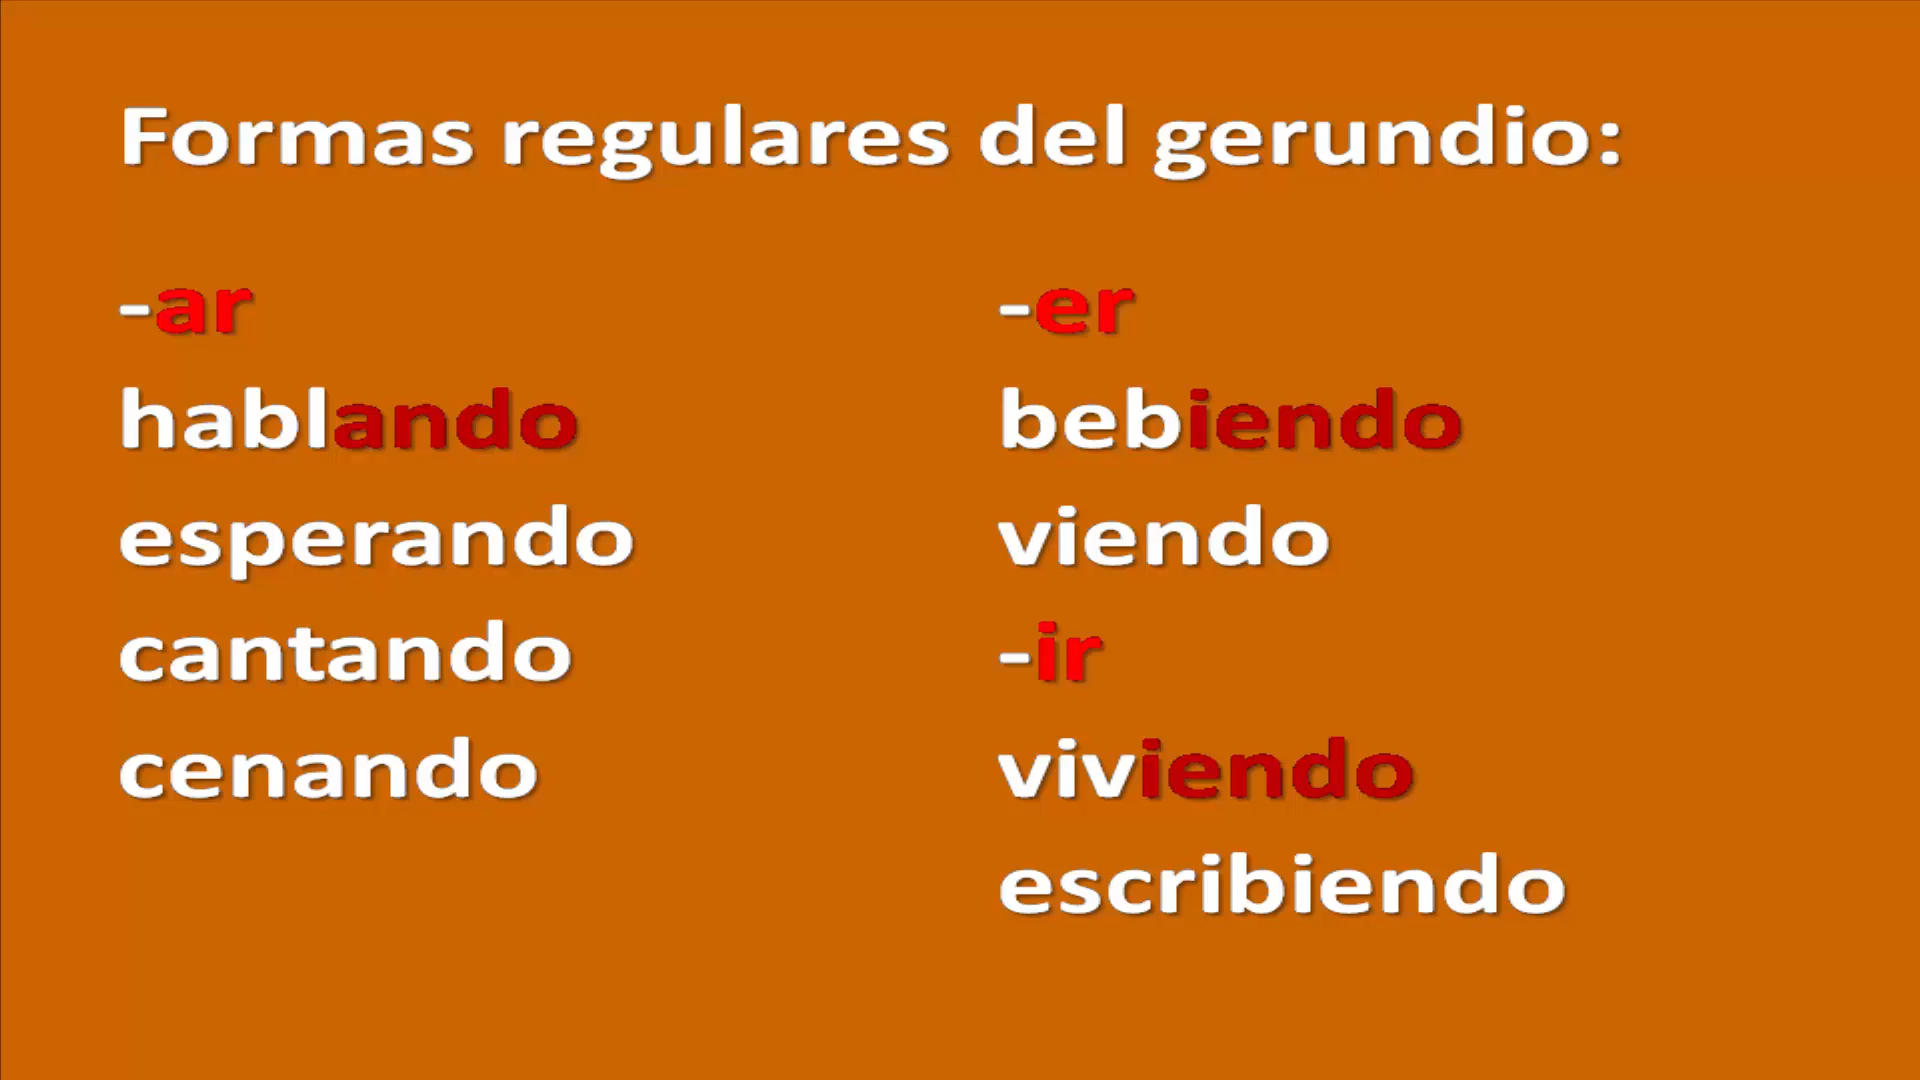 Formas regulares del gerundio:
-ar
hablando
esperando
cantando
cenando
-er
bebiendo
viendo
-ir
viviendo
escribiendo